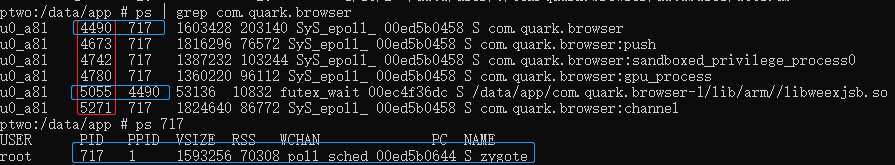 ptwo:/data/app # ps | grep com.quark.browser
u0_a81 4490 717 1603428 203140 SyS_epoll_ 00ed5b0458 S com.quark.browser
u0_a81 4673 717 1816296 76572 SyS_epoll_ 00ed5b0458 S com.quark.browser:push
u0_a81 4742 717 1387232 103244 SyS_epoll_ 00ed5b0458 S com.quark.browser:sandboxed_privilege_process0
u0_a81 4780 717 1360220 96112 SyS_epoll_ 00ed5b0458 S com.quark.browser:gpu_process
u0_a81 5055 4490 53136 10832 futex_wait 00ec4f36dc S /data/app/com.quark.browser-1/lib/arm//libweexjsb.so
u0_a81 5271 717 1824640 86772 SyS_epoll_ 00ed5b0458 S com.quark.browser:channel
ptwo:/data/app # ps 717
USER PID PPID VSIZE RSS WCHAN PC NAME
root 717 1 1593256 70308 poll_sched 00ed5b0644 S zygote